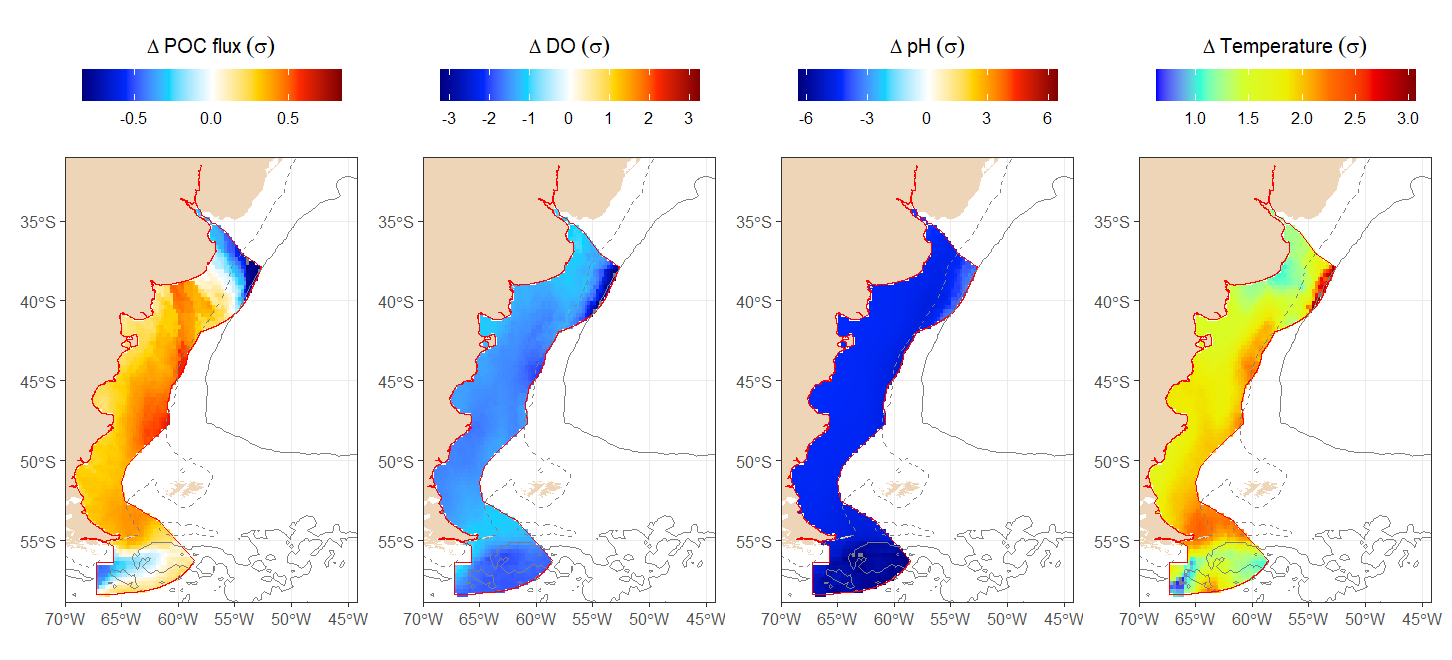 Δ POC flux (σ) Δ DO (σ) Δ pH (σ) Δ Temperature (σ)
-0.5 0.0 0.5 -3 -2 -1 0 1 2 3 -6 -3 0 3 6 1.0 1.5 2.0 2.5 3.0
35°S 35°S 35°S 35°S
40°S 40°S 40°S 40°S
45°S 45°S 45°S 45°S
50°S 50°S 50°S 50°S
55°S 55°S 55°S 55°S
70°W 65°W 60°W 55°W 50°W 45°W 70°W 65°W 60°W 55°W 50°W 45°W 70°W 65°W 60°W 55°W 50°W 45°W 70°W 65°W 60°W 55°W 50°W 45°W